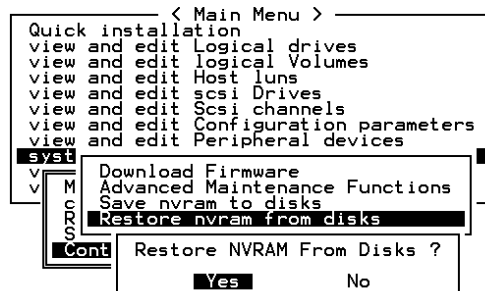 < Main Menu >
Quick installation
view and edit Logical drives
view and edit logical Volumes
view and edit Host luns
view and edit scsi Drives
view and edit Scsi channels
view and edit Configuration parameters
view and edit Peripheral devices
syst
v
v
Download Firmware
Advanced Maintenance Functions
Save nvram to disks
Restore nvram from disks
M
C
R
S
Cont
Restore NVRAM From Disks ?
Yes No